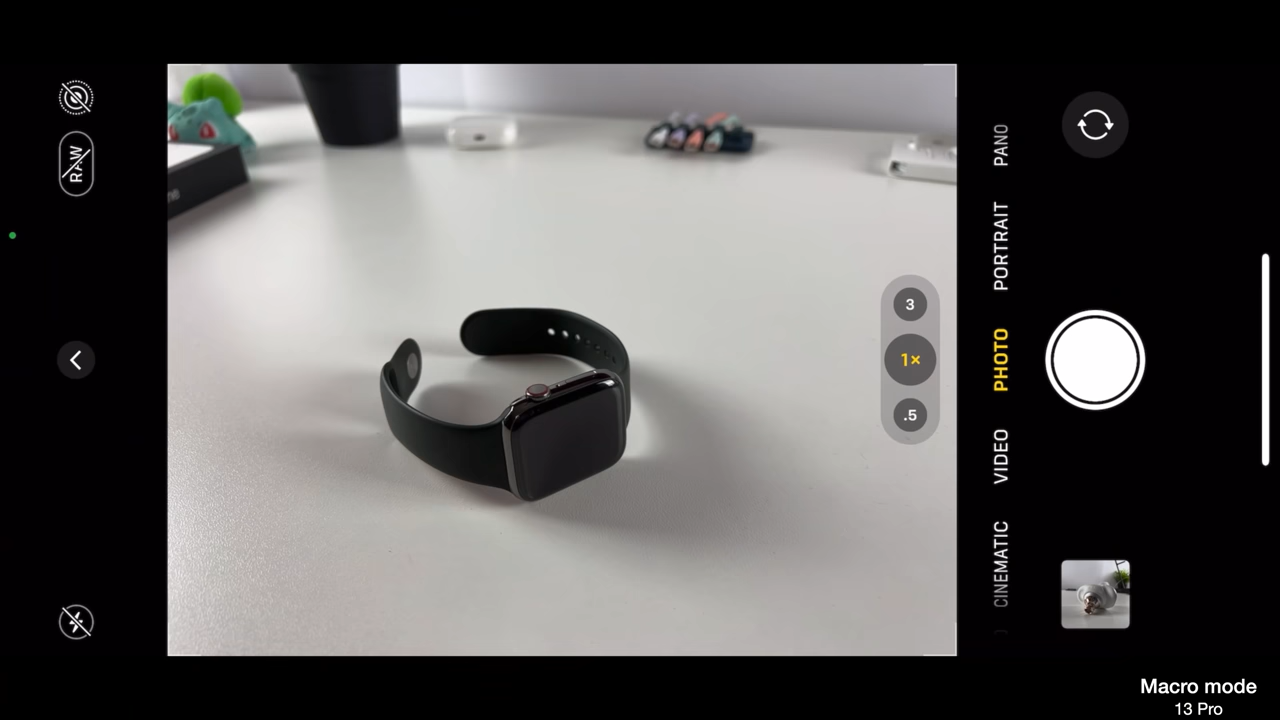 RAW
3
1×
.5
PANO
PORTRAIT
PHOTO
VIDEO
CINEMATIC
Macro mode
13 Pro